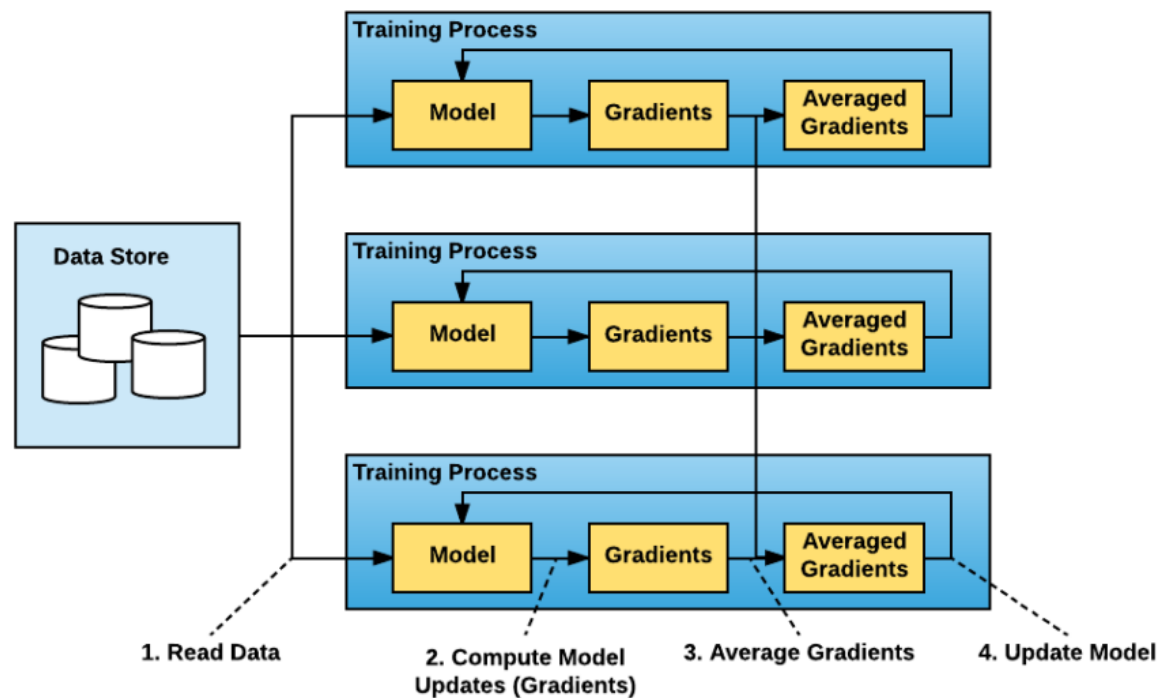 Training Process
Model
Gradients
Averaged
Gradients
Data Store
Training Process
Model
Gradients
Averaged
Gradients
Training Process
Model
Gradients
Averaged
Gradients
1. Read Data
2. Compute Model
Updates (Gradients)
3. Average Gradients
4. Update Model